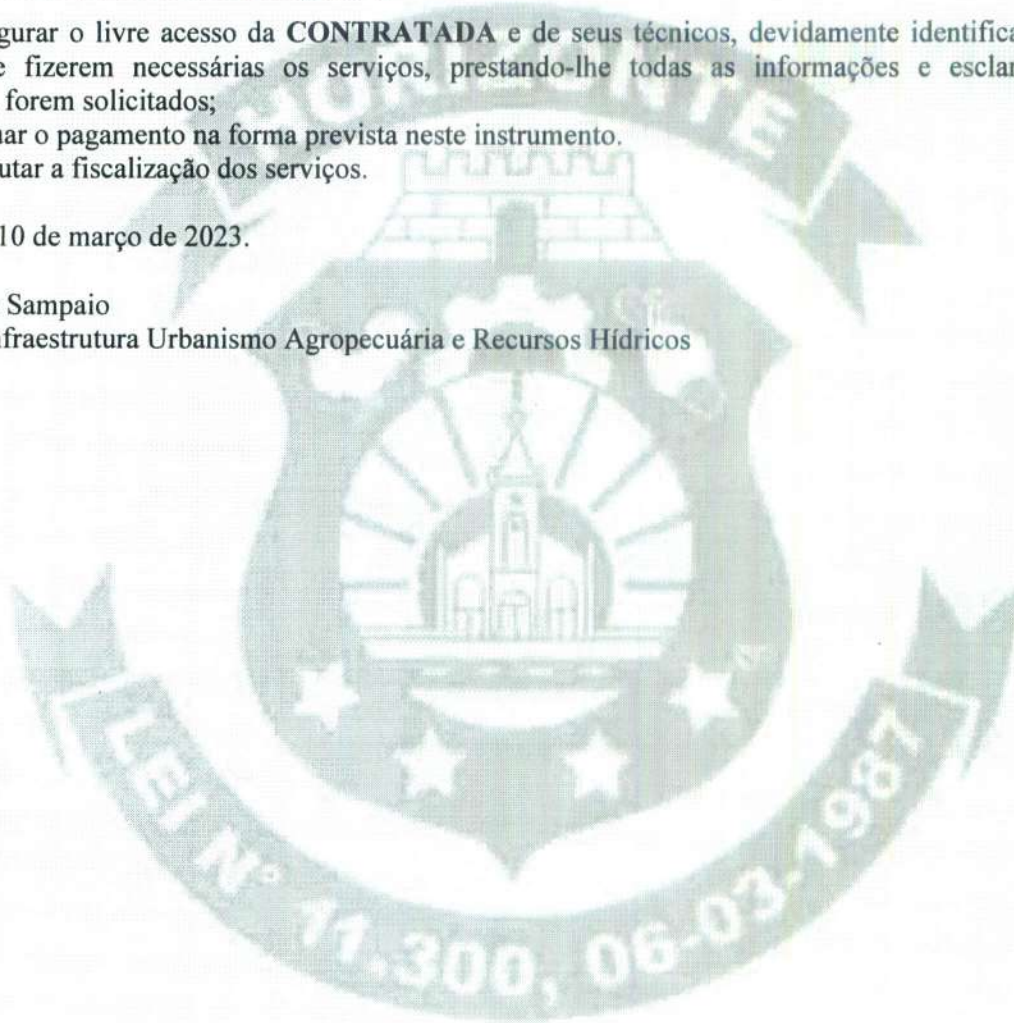 gurar o livre acesso da CONTRATADA e de seus técnicos, devidamente identifica
e fizerem necessárias os serviços, prestando-lhe todas as informações e esclar
forem solicitados;
HORIZONTE
uar o pagamento na forma prevista neste instrumento.
utar a fiscalização dos serviços.
10 de março de 2023.
Sampaio
nfraestrutura Urbanismo Agropecuária e Recursos Hídricos
LEI Nº 11.300, 06-03-1987